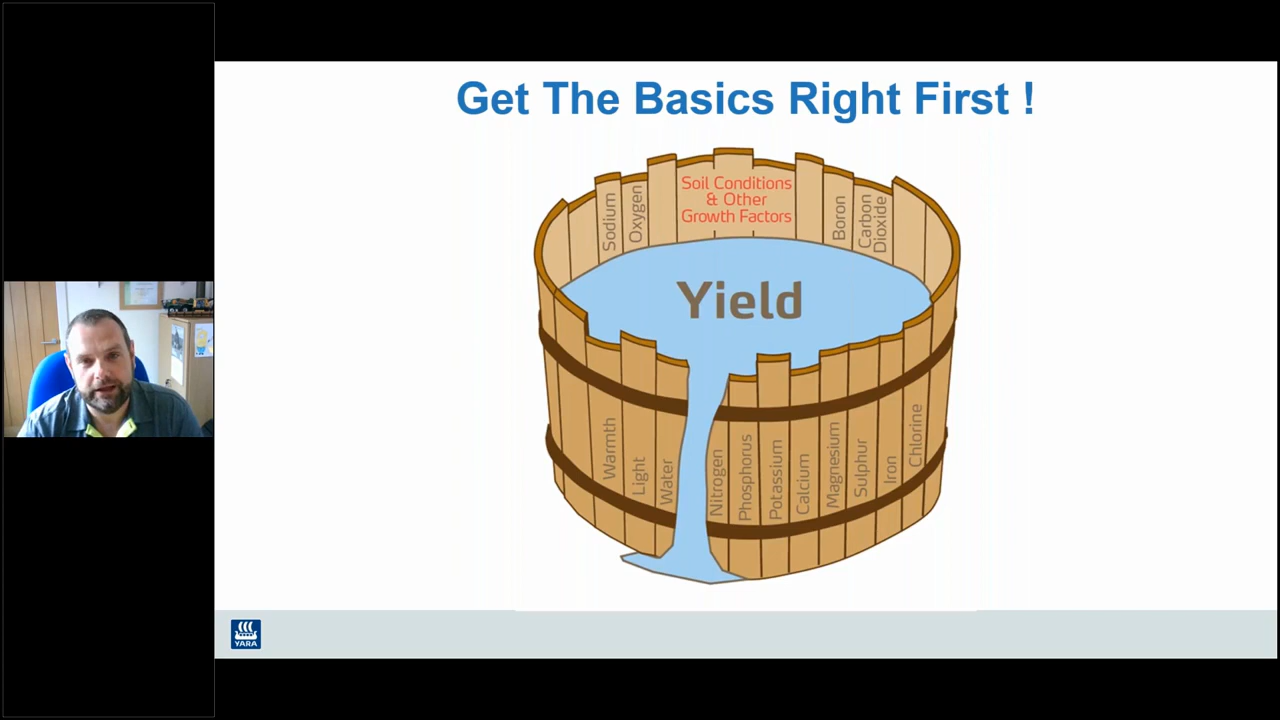 Get The Basics Right First !
Sodium
Oxygen
Soil Conditions
& Other
Growth Factors
Boron
Carbon
Dioxide
Yield
Warmth
Light
Water
Nitrogen
Phosphorus
Potassium
Calcium
Magnesium
Sulphur
Iron
Chlorine
YARA